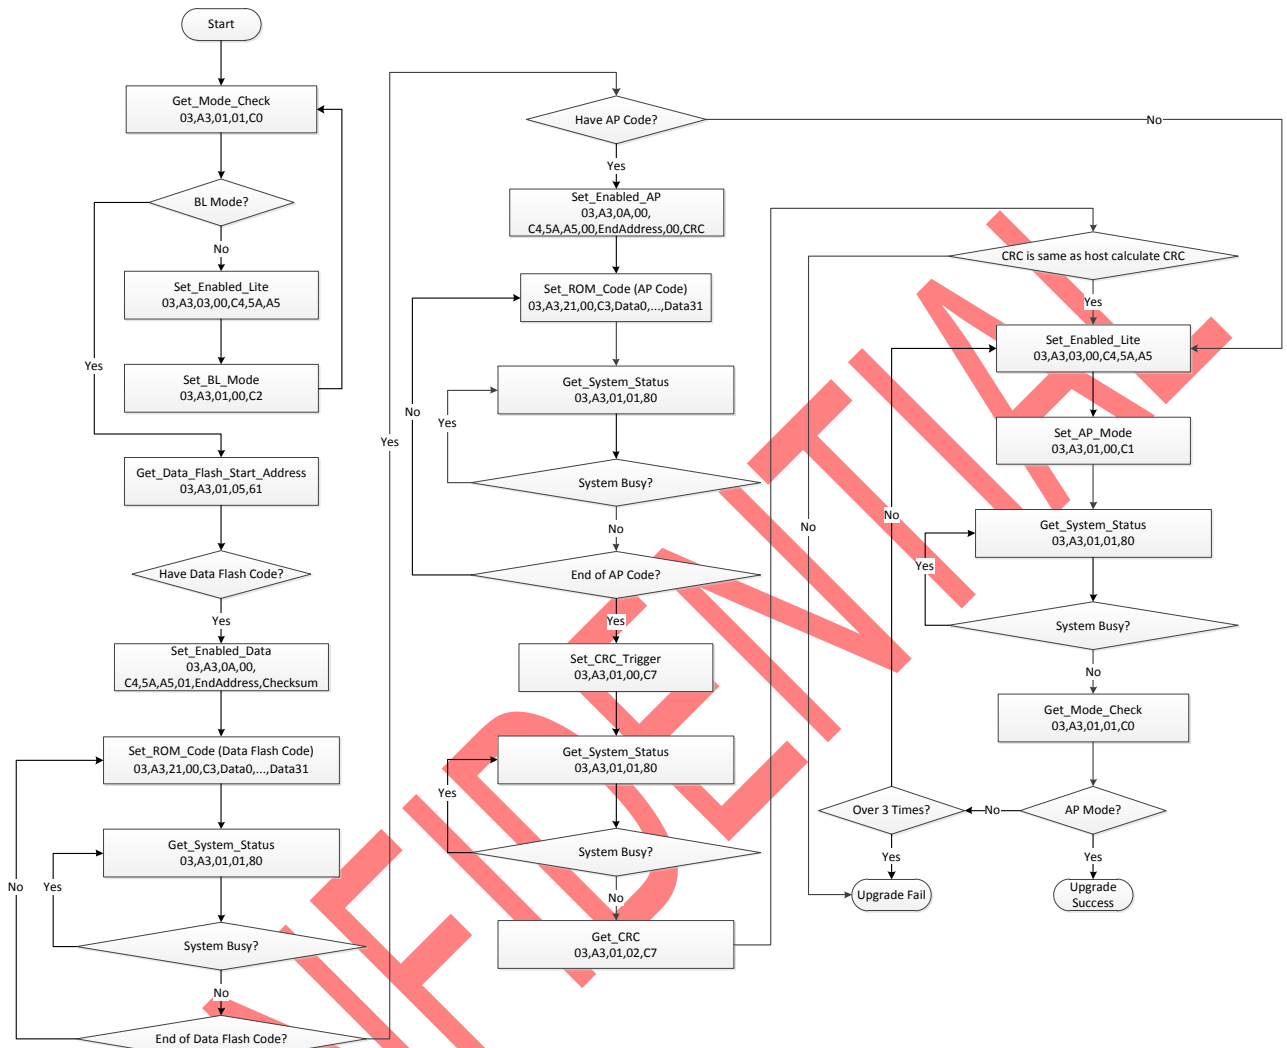 Start
Get_Mode_Check
03,A3,01,01,C0
BL Mode?
No
Yes
Set_Enabled_Lite
03,A3,03,00,C4,5A,A5
Set_BL_Mode
03,A3,01,00,C2
Get_Data_Flash_Start_Address
03,A3,01,05,61
Have Data Flash Code?
Yes
Set_Enabled_Data
03,A3,0A,00,
C4,5A,A5,01,EndAddress,Checksum
Set_ROM_Code (Data Flash Code)
03,A3,21,00,C3,Data0,...,Data31
Get_System_Status
03,A3,01,01,80
No
Yes
System Busy?
No
End of Data Flash Code?
Yes
Have AP Code?
No
Yes
Set_Enabled_AP
03,A3,0A,00,
C4,5A,A5,00,EndAddress,00,CRC
Set_ROM_Code (AP Code)
03,A3,21,00,C3,Data0,...,Data31
Get_System_Status
03,A3,01,01,80
No
Yes
System Busy?
No
End of AP Code?
Yes
Set_CRC_Trigger
03,A3,01,00,C7
Get_System_Status
03,A3,01,01,80
Yes
System Busy?
No
Get_CRC
03,A3,01,02,C7
CRC is same as host calculate CRC
Yes
No
Set_Enabled_Lite
03,A3,03,00,C4,5A,A5
Set_AP_Mode
03,A3,01,00,C1
No
Get_System_Status
03,A3,01,01,80
Yes
System Busy?
No
Get_Mode_Check
03,A3,01,01,C0
Over 3 Times?
No
AP Mode?
Yes
Yes
Upgrade Fail
Upgrade
Success